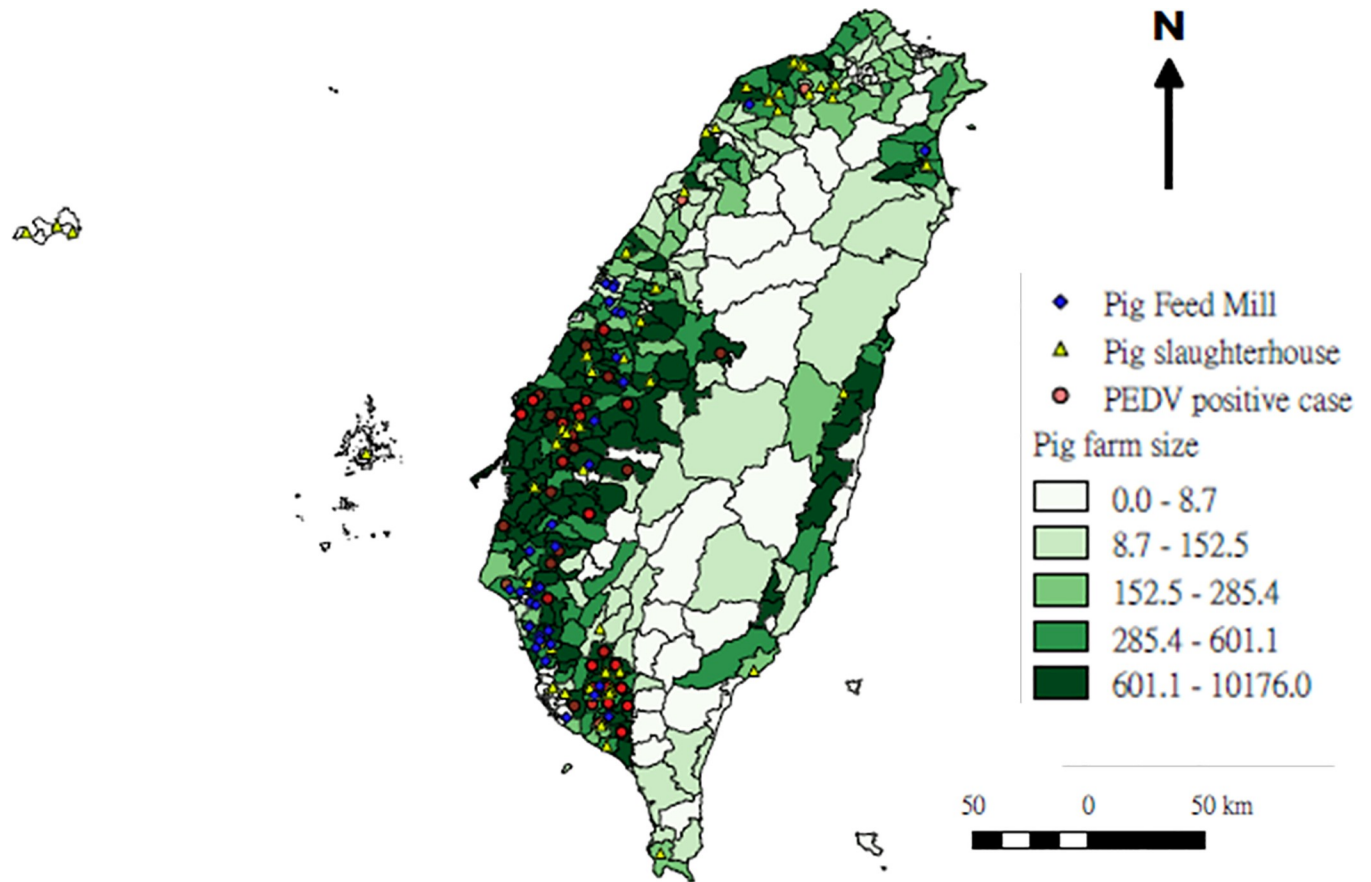 N
Pig Feed Mill
Pig slaughterhouse
PEDV positive case
Pig farm size
0.0 - 8.7
8.7 - 152.5
152.5 - 285.4
285.4 - 601.1
601.1 - 10176.0
50 0 50 km